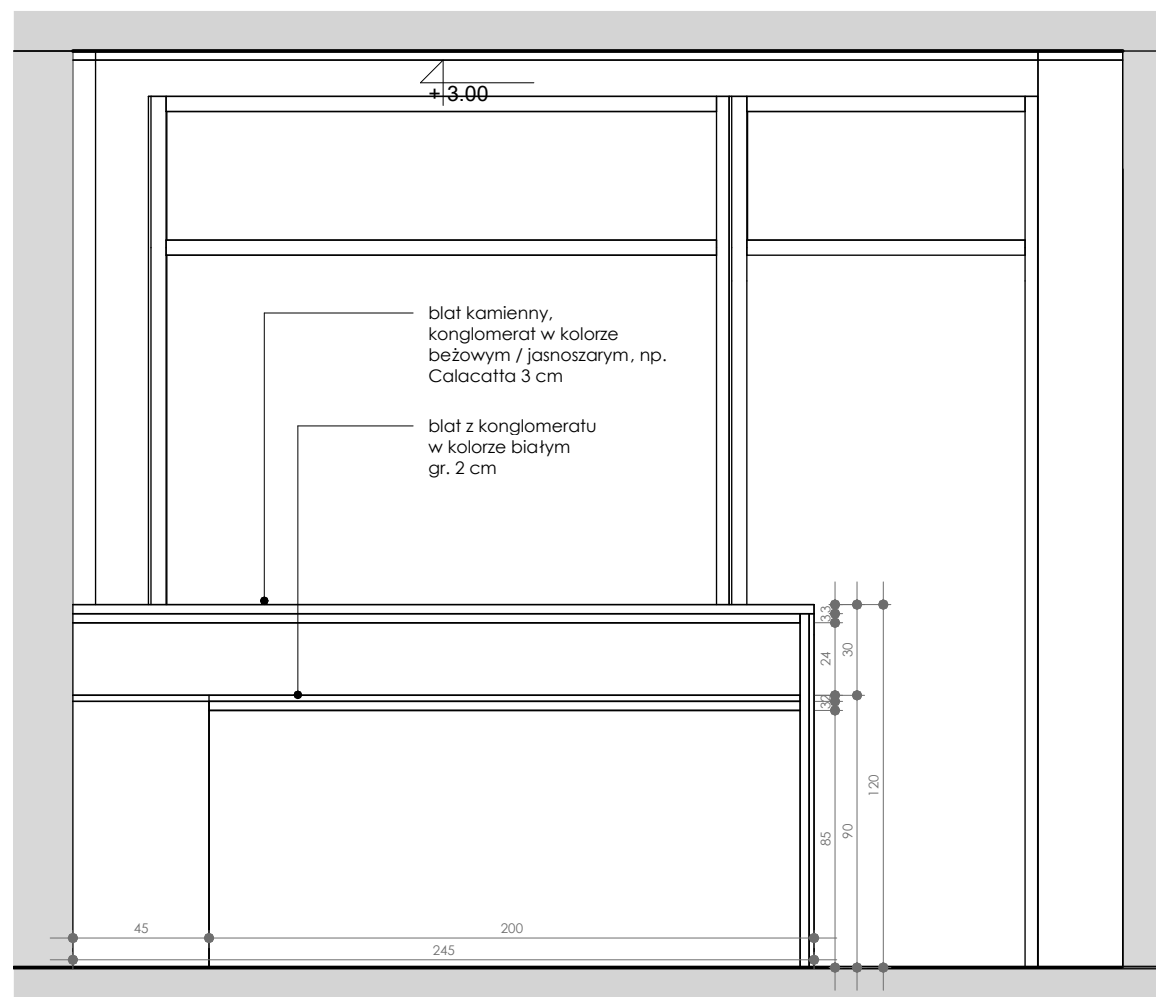 + 3.00
blat kamienny,
konglomerat w kolorze
beżowym / jasnoszarym, np.
Calacatta 3 cm
blat z konglomeratu
w kolorze białym
gr. 2 cm
3
3
24
30
2
3
120
85
90
45
200
245